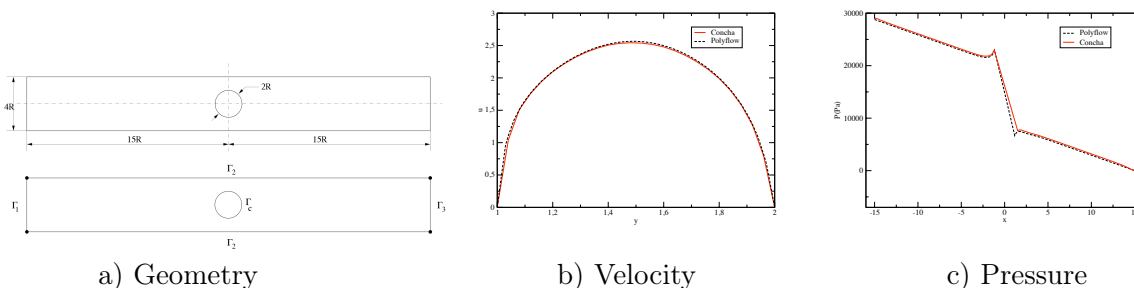 4R
2R
15R
15R
Γ2
Γ1
Γc
Γ3
Γ2
a) Geometry
3
2.5
2
1.5
1
0.5
0
u
Concha
Polyflow
1
1,2
1,4
1,6
1,8
2
y
b) Velocity
30000
20000
10000
0
P(Pa)
Polyflow
Concha
-15
-10
-5
0
5
10
15
x
c) Pressure